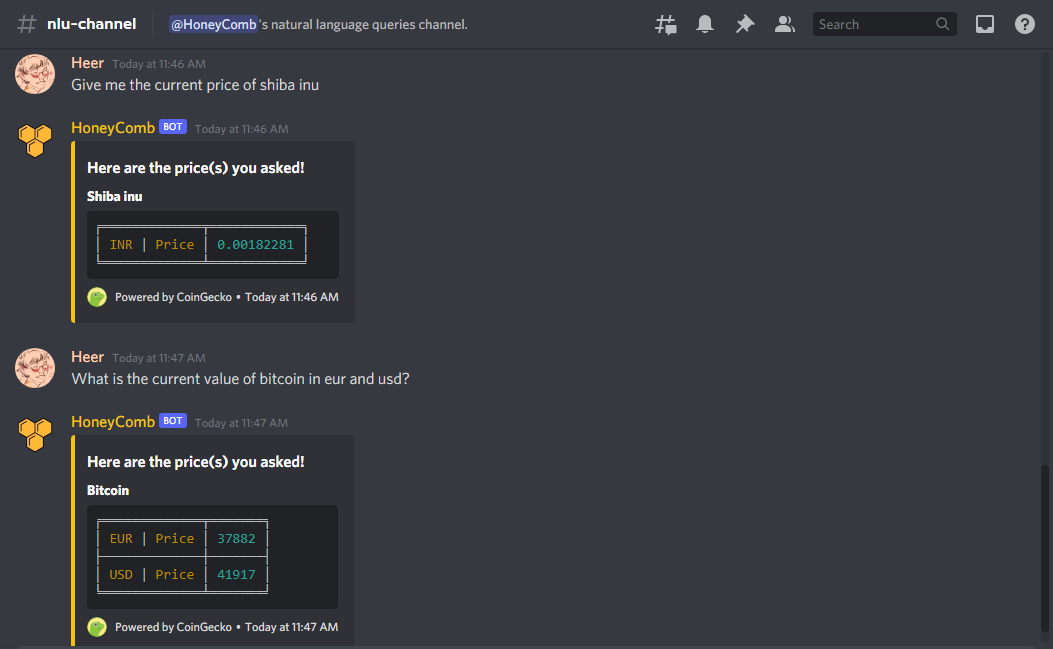 nlu-channel
@HoneyComb's natural language queries channel.
Search
Heer Today at 11:46 AM
Give me the current price of shiba inu
HoneyComb BOT Today at 11:46 AM
Here are the price(s) you asked!
Shiba inu
INR | Price | 0.00182281
Powered by CoinGecko • Today at 11:46 AM
Heer Today at 11:47 AM
What is the current value of bitcoin in eur and usd?
HoneyComb BOT Today at 11:47 AM
Here are the price(s) you asked!
Bitcoin
EUR | Price | 37882
USD | Price | 41917
Powered by CoinGecko • Today at 11:47 AM